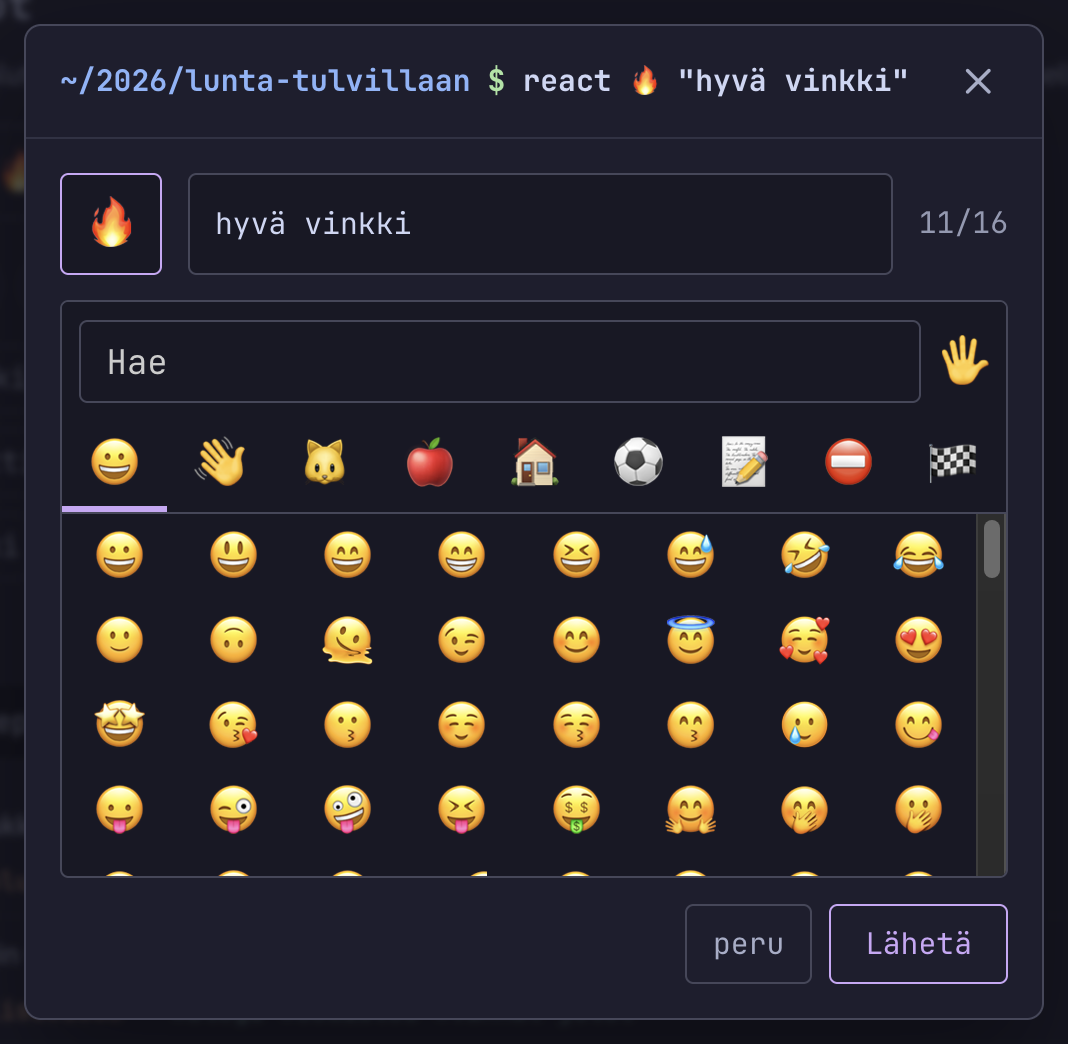 ~/2026/lunta-tulvillaan $ react 🔥 "hyvä vinkki"
hyvä vinkki
11/16
Hae
peru
Lähetä